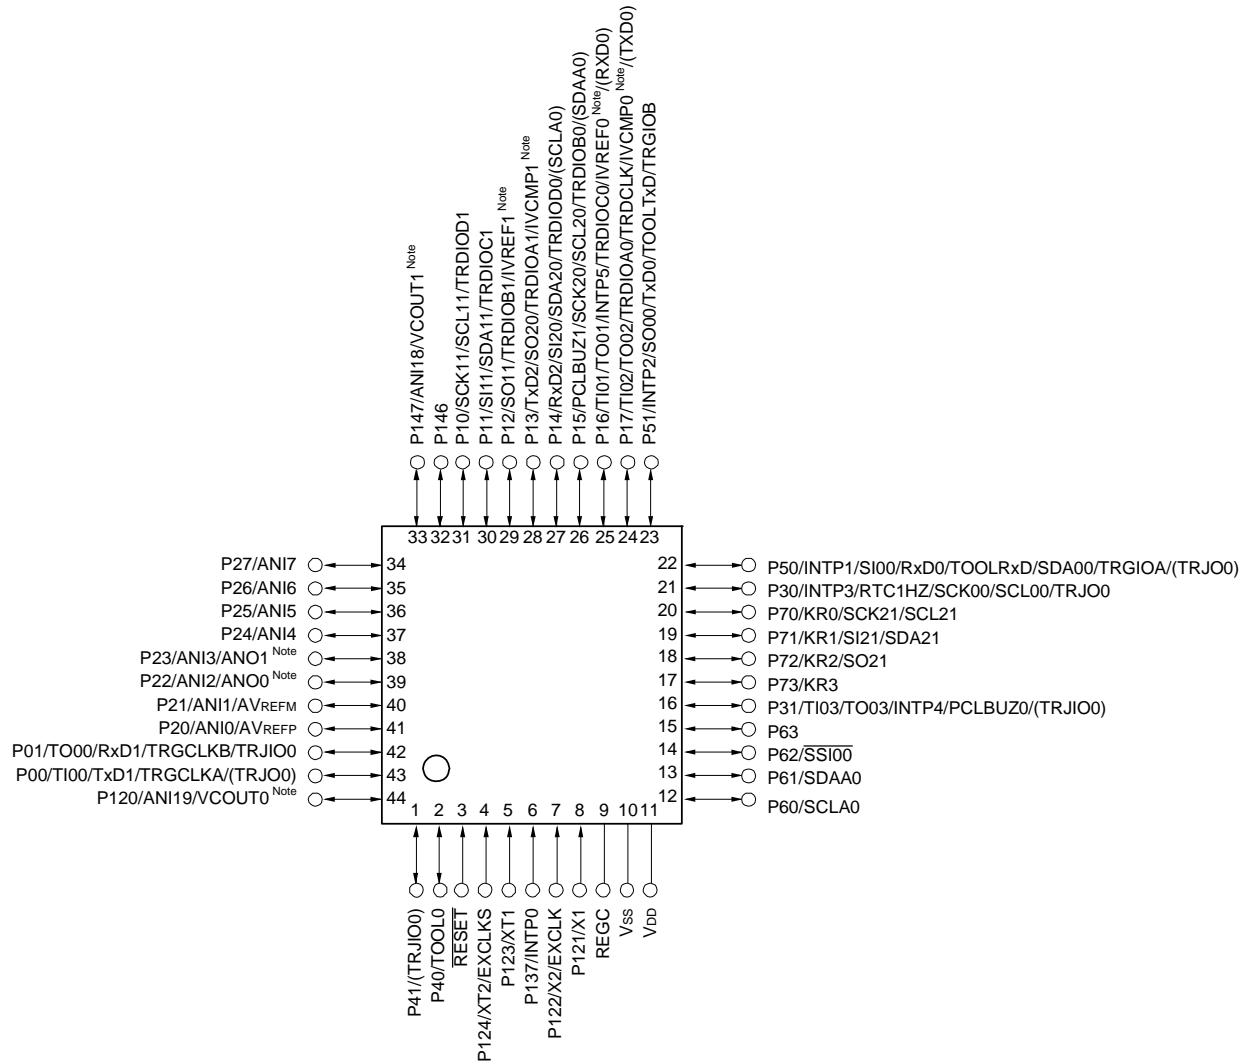 P147/ANI18/VCOUT1 Note
P146
P10/SCK11/SCL11/TRDIOD1
P11/SI11/SDA11/TRDIOC1
P12/SO11/TRDIOB1/IVREF1 Note
P13/TxD2/SO20/TRDIOA1/IVCMP1 Note
P14/RxD2/SI20/SDA20/TRDIOD0/(SCLA0)
P15/PCLBUZ1/SCK20/SCL20/TRDIOB0/(SDAA0)
P16/TI01/TO01/INTP5/TRDIOC0/IVREF0 Note/(RXD0)
P17/TI02/TO02/TRDIOA0/TRDCLK/IVCMP0 Note/(TXD0)
P51/INTP2/SO00/TxD0/TOOLTxD/TRGIOB
33 32 31 30 29 28 27 26 25 24 23
P27/ANI7 34
P26/ANI6 35
P25/ANI5 36
P24/ANI4 37
P23/ANI3/ANO1 Note 38
P22/ANI2/ANO0 Note 39
P21/ANI1/AVREFM 40
P20/ANI0/AVREFP 41
P01/TO00/RxD1/TRGCLKB/TRJIO0 42
P00/TI00/TxD1/TRGCLKA/(TRJO0) 43
P120/ANI19/VCOUT0 Note 44
22 P50/INTP1/SI00/RxD0/TOOLRxD/SDA00/TRGIOA/(TRJO0)
21 P30/INTP3/RTC1HZ/SCK00/SCL00/TRJO0
20 P70/KR0/SCK21/SCL21
19 P71/KR1/SI21/SDA21
18 P72/KR2/SO21
17 P73/KR3
16 P31/TI03/TO03/INTP4/PCLBUZ0/(TRJIO0)
15 P63
14 P62/SSI00
13 P61/SDAA0
12 P60/SCLA0
1 2 3 4 5 6 7 8 9 10 11
P41/(TRJIO0)
P40/TOOL0
RESET
P124/XT2/EXCLKS
P123/XT1
P137/INTP0
P122/X2/EXCLK
P121/X1
REGC
VSS
VDD